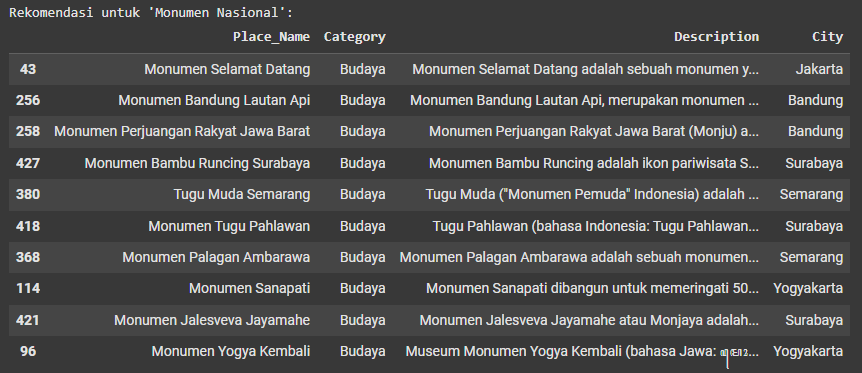 Rekomendasi untuk 'Monumen Nasional':
Place_Name Category Description City
43 Monumen Selamat Datang Budaya Monumen Selamat Datang adalah sebuah monumen y... Jakarta
256 Monumen Bandung Lautan Api Budaya Monumen Bandung Lautan Api, merupakan monumen ... Bandung
258 Monumen Perjuangan Rakyat Jawa Barat Budaya Monumen Perjuangan Rakyat Jawa Barat (Monju) a... Bandung
427 Monumen Bambu Runcing Surabaya Budaya Monumen Bambu Runcing adalah ikon pariwisata S... Surabaya
380 Tugu Muda Semarang Budaya Tugu Muda ("Monumen Pemuda" Indonesia) adalah ... Semarang
418 Monumen Tugu Pahlawan Budaya Tugu Pahlawan (bahasa Indonesia: Tugu Pahlawan... Surabaya
368 Monumen Palagan Ambarawa Budaya Monumen Palagan Ambarawa adalah sebuah monumen... Semarang
114 Monumen Sanapati Budaya Monumen Sanapati dibangun untuk memeringati 50... Yogyakarta
421 Monumen Jalesveva Jayamahe Budaya Monumen Jalesveva Jayamahe atau Monjaya adalah... Surabaya
96 Monumen Yogya Kembali Budaya Museum Monumen Yogya Kembali (bahasa Jawa: ... Yogyakarta